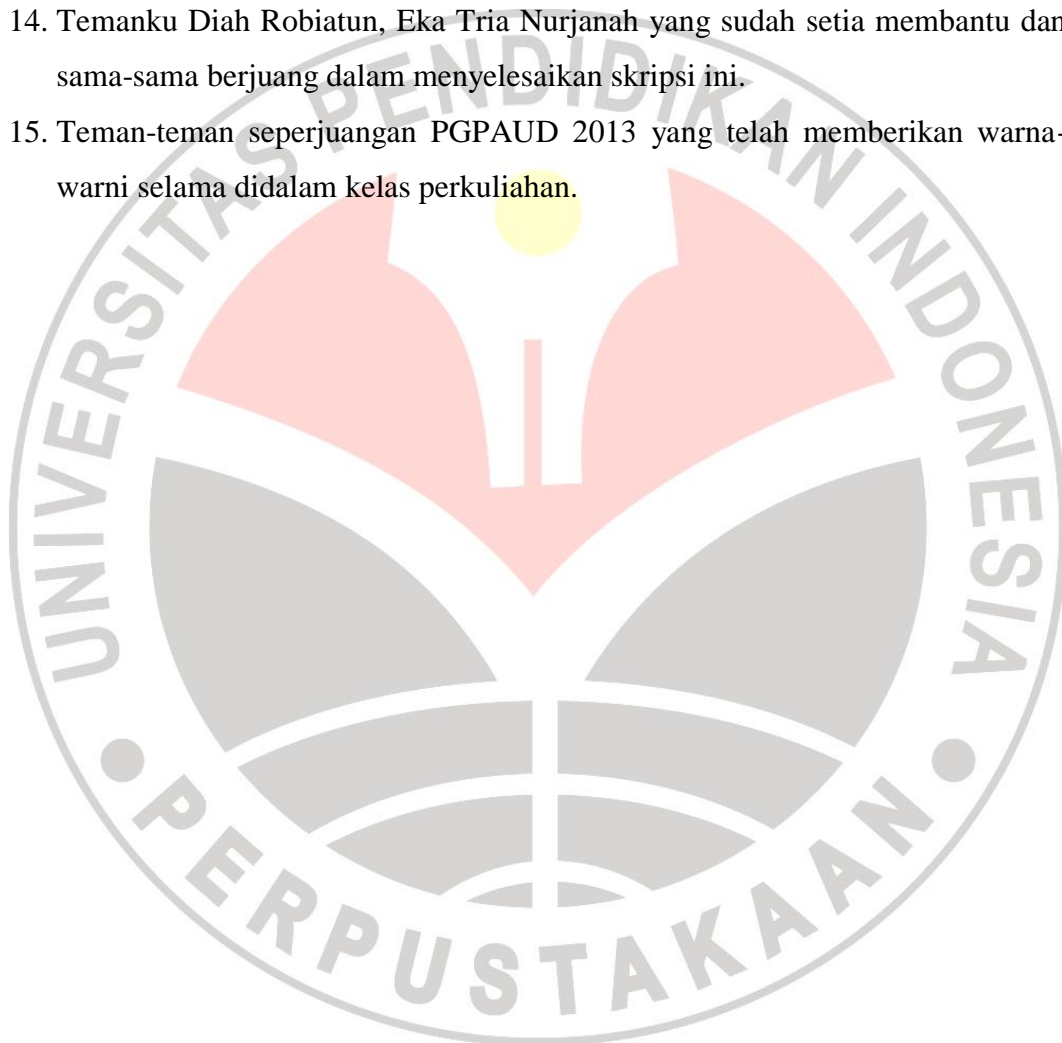 14. Temanku Diah Robiatun, Eka Tria Nurjanah yang sudah setia membantu dan
sama-sama berjuang dalam menyelesaikan skripsi ini.
15. Teman-teman seperjuangan PGPAUD 2013 yang telah memberikan warna-
warni selama didalam kelas perkuliahan.
UNIVERSITAS PENDIDIKAN INDONESIA
PERPUSTAKAAN